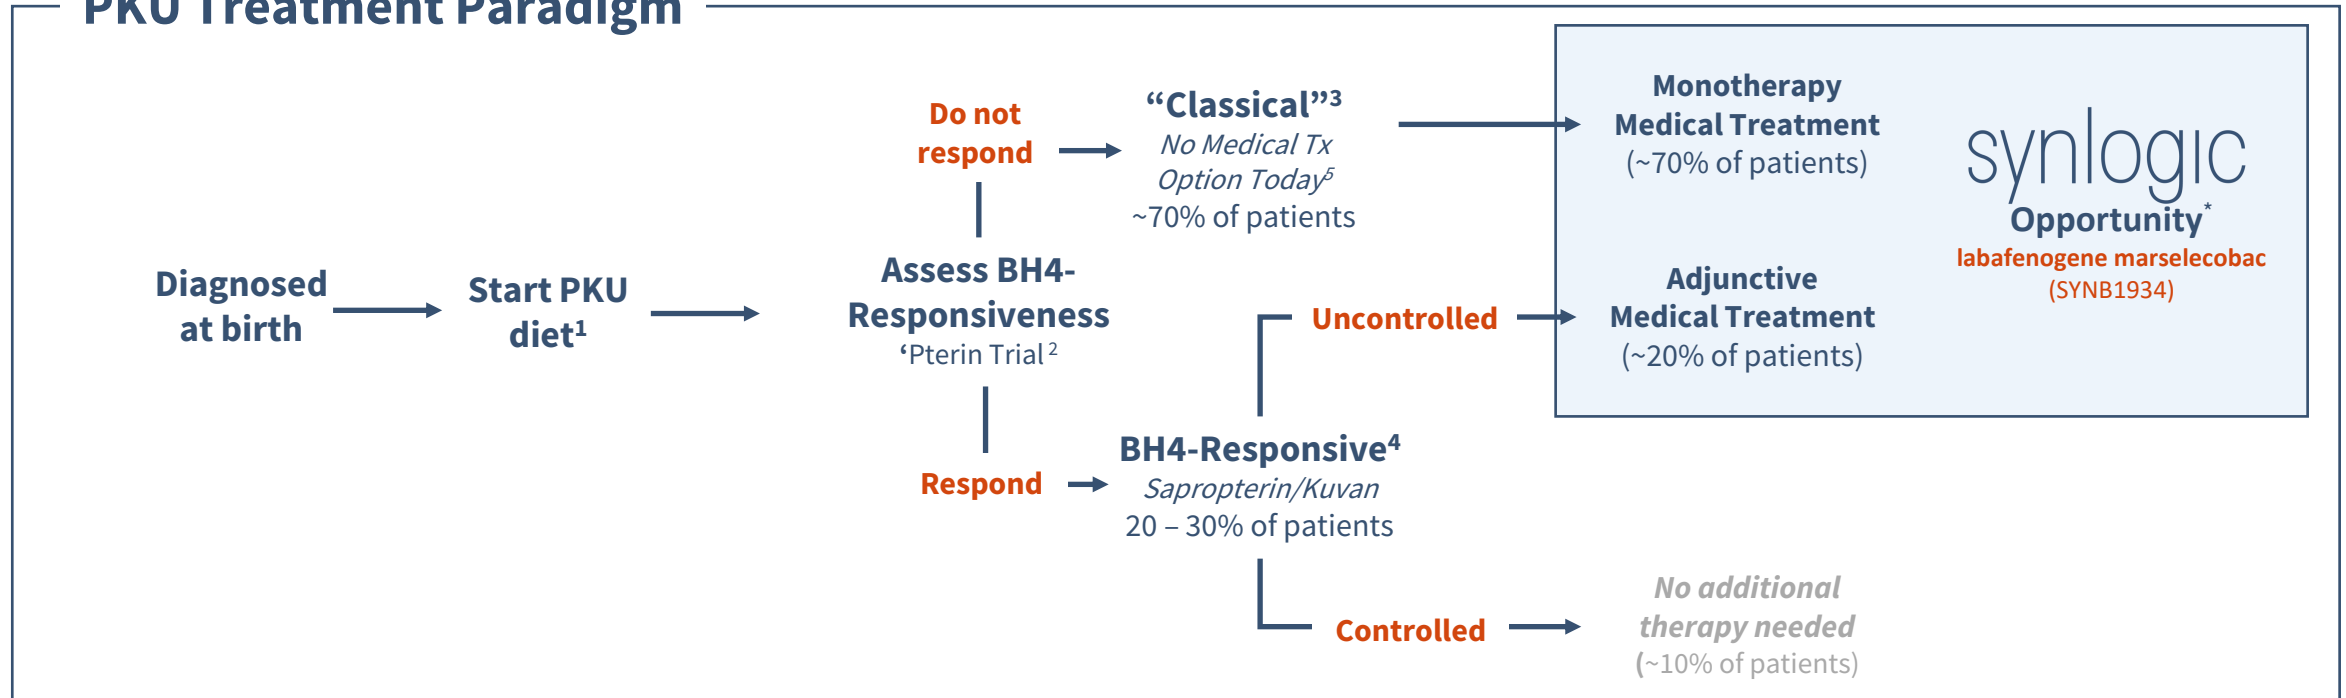 PKU Treatment Paradigm
Diagnosed
at birth
Start PKU
diet¹
Assess BH4-
Responsiveness
‘Pterin Trial ²
Do not
respond
“Classical”³
No Medical Tx
Option Today⁵
~70% of patients
Monotherapy
Medical Treatment
(~70% of patients)
Respond
BH4-Responsive⁴
Sapropterin/Kuvan
20 – 30% of patients
Uncontrolled
Adjunctive
Medical Treatment
(~20% of patients)
Controlled
No additional
therapy needed
(~10% of patients)
synlogic
Opportunity*
labafenogene marselecobac
(SYNB1934)